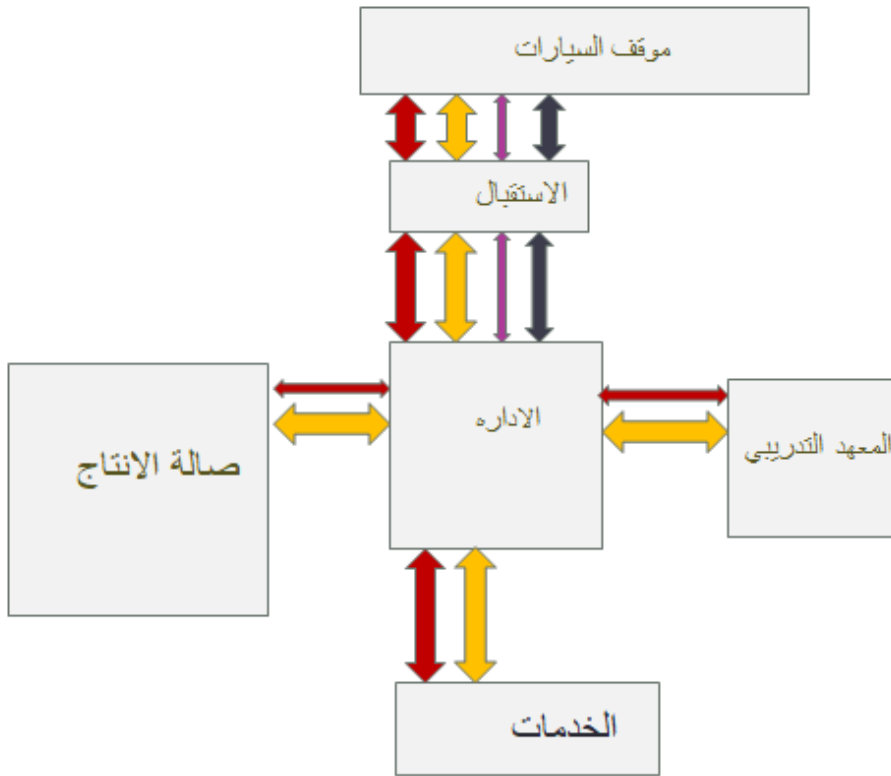 موقف السيارات
الاستقبال
الاداره
صالة الانتاج
المعهد التدريبي
الخدمات